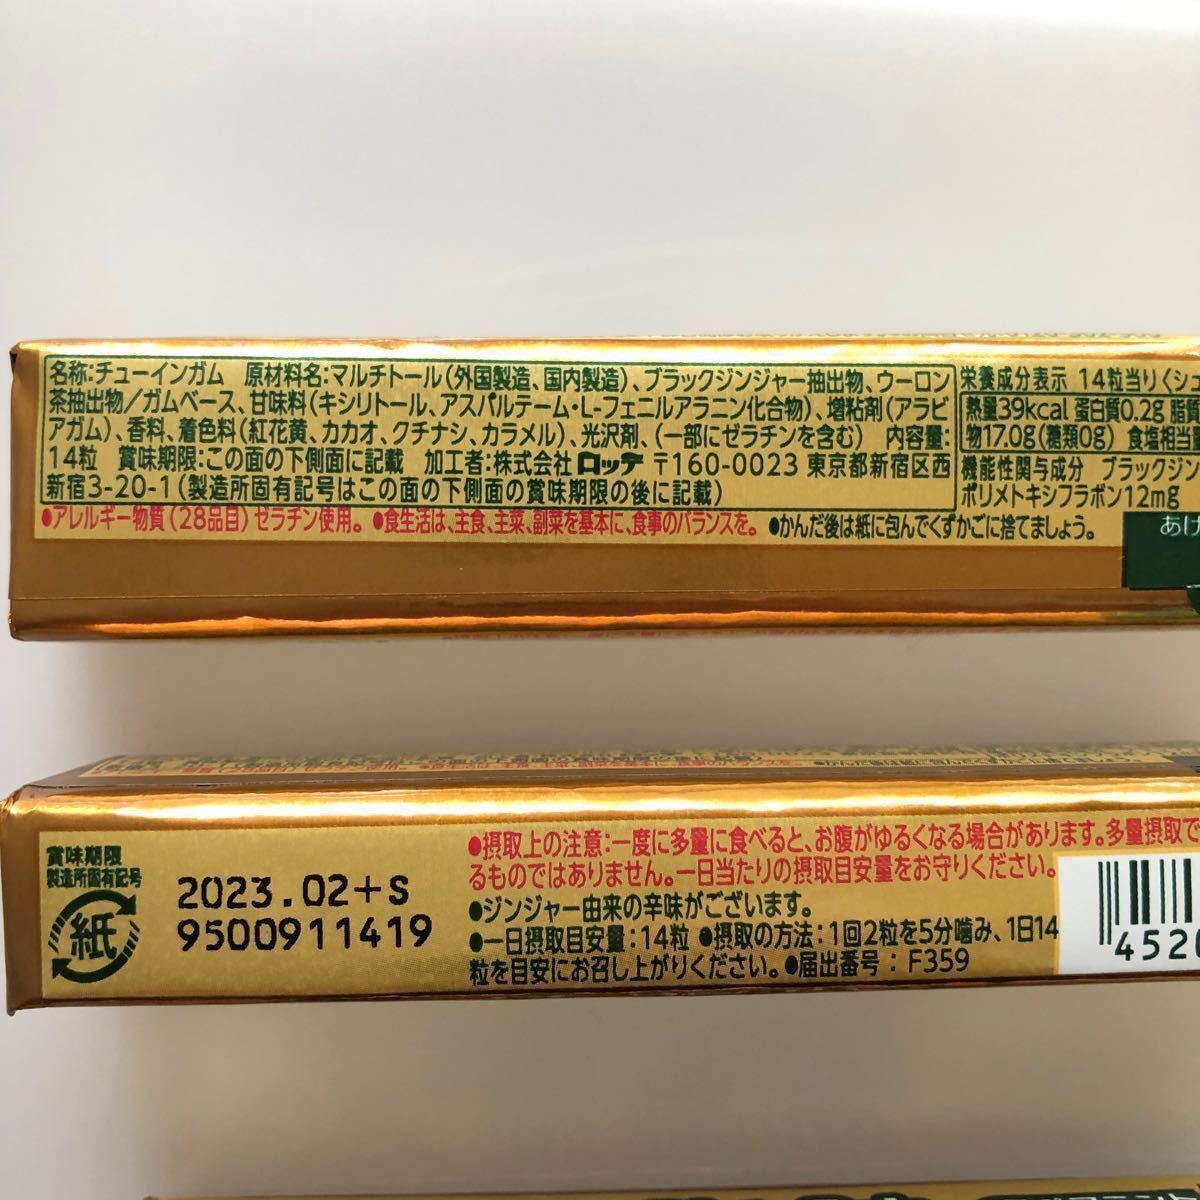 名称:チューインガム 原材料名:マルチトール(外国製造、国内製造)、ブラックジンジャー抽出物、ウーロン
茶抽出物/ガムベース、甘味料(キシリトール、アスパルテーム・L-フェニルアラニン化合物)、増粘剤(アラビ
アガム)、香料、着色料(紅花黄、カカオ、クチナシ、カラメル)、光沢剤、(一部にゼラチンを含む) 内容量:
14粒 賞味期限:この面の下側面に記載 加工者:株式会社ロッテ 〒160-0023 東京都新宿区西
新宿3-20-1(製造所固有記号はこの面の下側面の賞味期限の後に記載)
●アレルギー物質(28品目)ゼラチン使用。 ●食生活は、主食、主菜、副菜を基本に、食事のバランスを。 ●かんだ後は紙に包んでくずかごに捨てましょう。
栄養成分表示 14粒当り〈シュ
熱量39kcal 蛋白質0.2g 脂質
物17.0g(糖類0g) 食塩相当
機能性関与成分 ブラックジン
ポリメトキシフラボン12mg
あけ
賞味期限
製造所固有記号
紙
2023.02+S
9500911419
●摂取上の注意:一度に多量に食べると、お腹がゆるくなる場合があります。多量摂取で
るものではありません。一日当たりの摂取目安量をお守りください。
●ジンジャー由来の辛味がございます。
●一日摂取目安量:14粒 ●摂取の方法:1回2粒を5分噛み、1日14
粒を目安にお召し上がりください。●届出番号:F359
4528